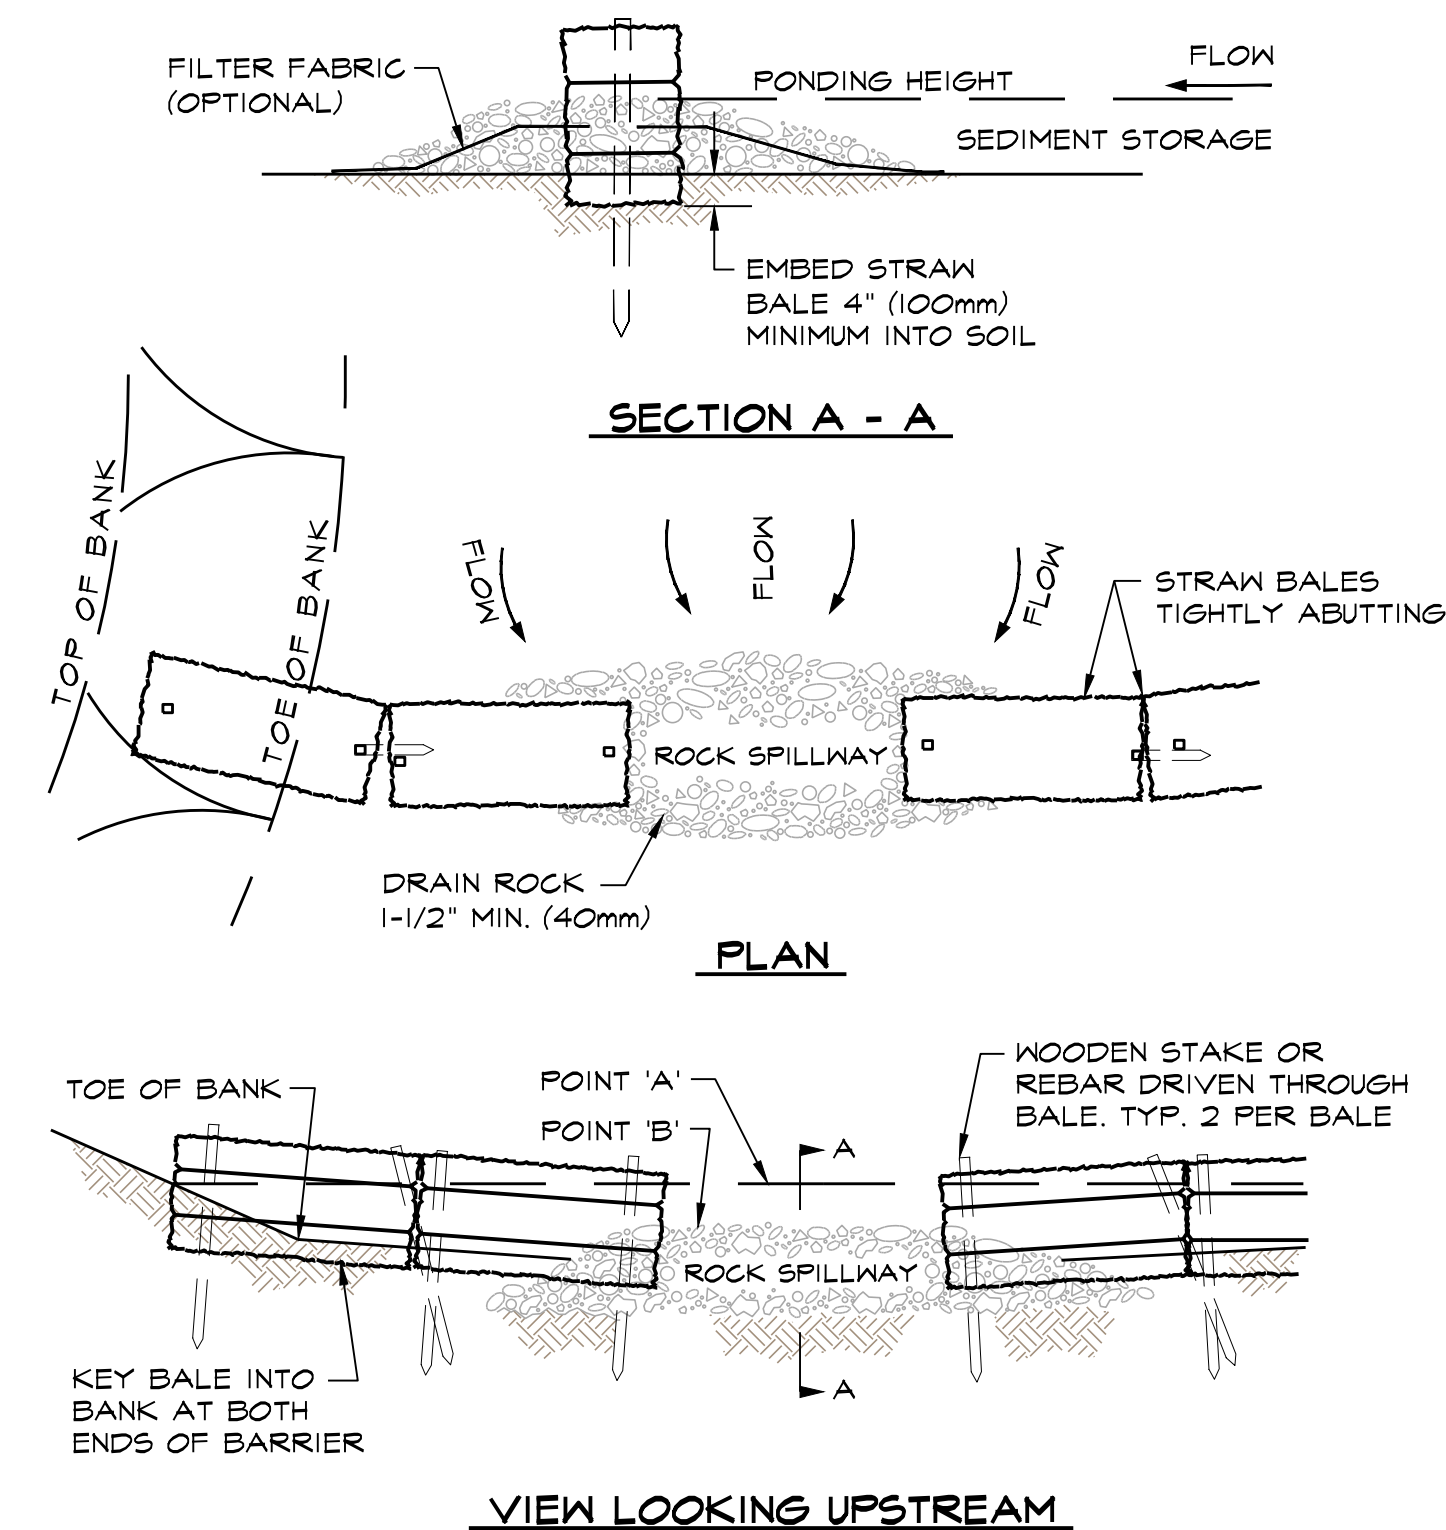 FILTER FABRIC
(OPTIONAL)
PONDING HEIGHT
FLOW
SEDIMENT STORAGE
EMBED STRAW
BALE 4" (100mm)
MINIMUM INTO SOIL
SECTION A - A
TOP OF BANK
TOE OF BANK
FLOW
FLOW
FLOW
STRAW BALES
TIGHTLY ABUTTING
ROCK SPILLWAY
DRAIN ROCK
1-1/2" MIN. (40mm)
PLAN
TOE OF BANK
POINT 'A'
POINT 'B'
WOODEN STAKE OR
REBAR DRIVEN THROUGH
BALE. TYP. 2 PER BALE
A
ROCK SPILLWAY
A
KEY BALE INTO
BANK AT BOTH
ENDS OF BARRIER
VIEW LOOKING UPSTREAM